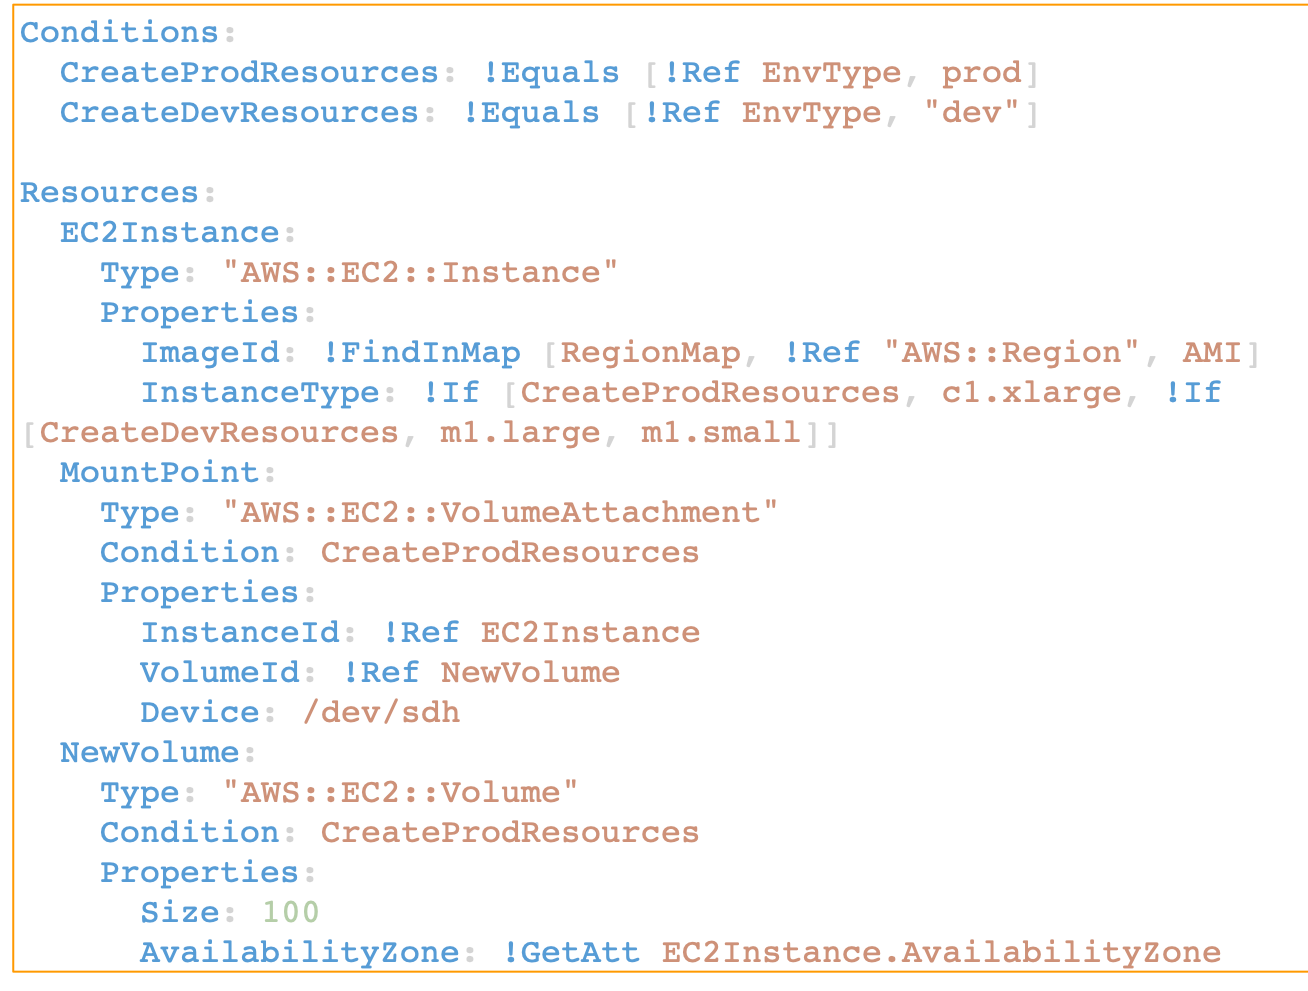 Conditions:
  CreateProdResources: !Equals [!Ref EnvType, prod]
  CreateDevResources: !Equals [!Ref EnvType, "dev"]

Resources:
  EC2Instance:
    Type: "AWS::EC2::Instance"
    Properties:
      ImageId: !FindInMap [RegionMap, !Ref "AWS::Region", AMI]
      InstanceType: !If [CreateProdResources, c1.xlarge, !If
[CreateDevResources, m1.large, m1.small]]
  MountPoint:
    Type: "AWS::EC2::VolumeAttachment"
    Condition: CreateProdResources
    Properties:
      InstanceId: !Ref EC2Instance
      VolumeId: !Ref NewVolume
      Device: /dev/sdh
  NewVolume:
    Type: "AWS::EC2::Volume"
    Condition: CreateProdResources
    Properties:
      Size: 100
      AvailabilityZone: !GetAtt EC2Instance.AvailabilityZone